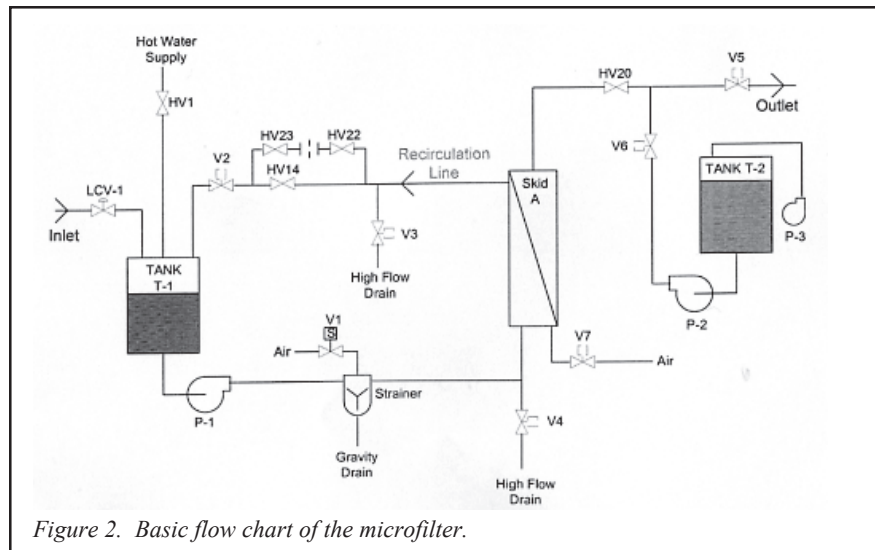 Hot Water
Supply
HV1
V5
HV20
Outlet
HV23
HV22
V2
V6
Recirculation
Line
HV14
LCV-1
Skid
A
TANK T-2
Inlet
P-3
V3
TANK
T-1
High Flow
Drain
V1
S
P-2
V7
Air
Air
Strainer
P-1
V4
Gravity
Drain
High Flow
Drain
Figure 2. Basic flow chart of the microfilter.